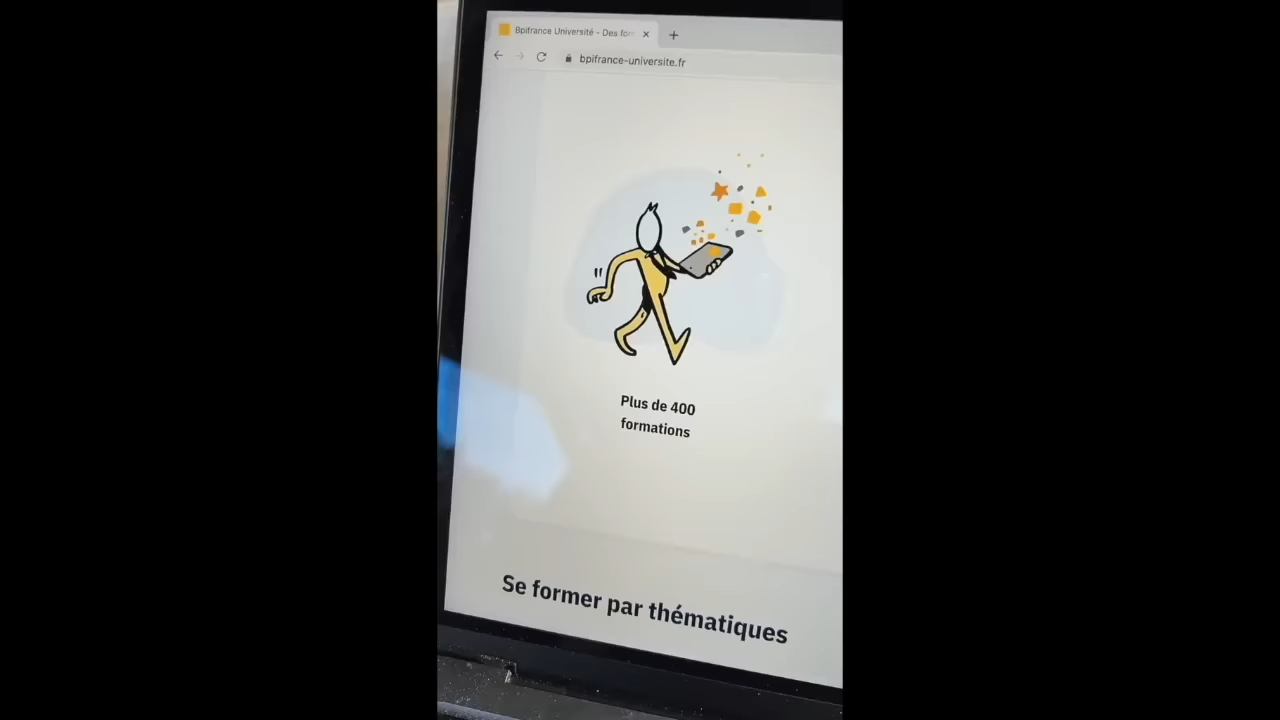 Bpifrance Université - Des for
bpifrance-universite.fr
Plus de 400
formations
Se former par thématiques